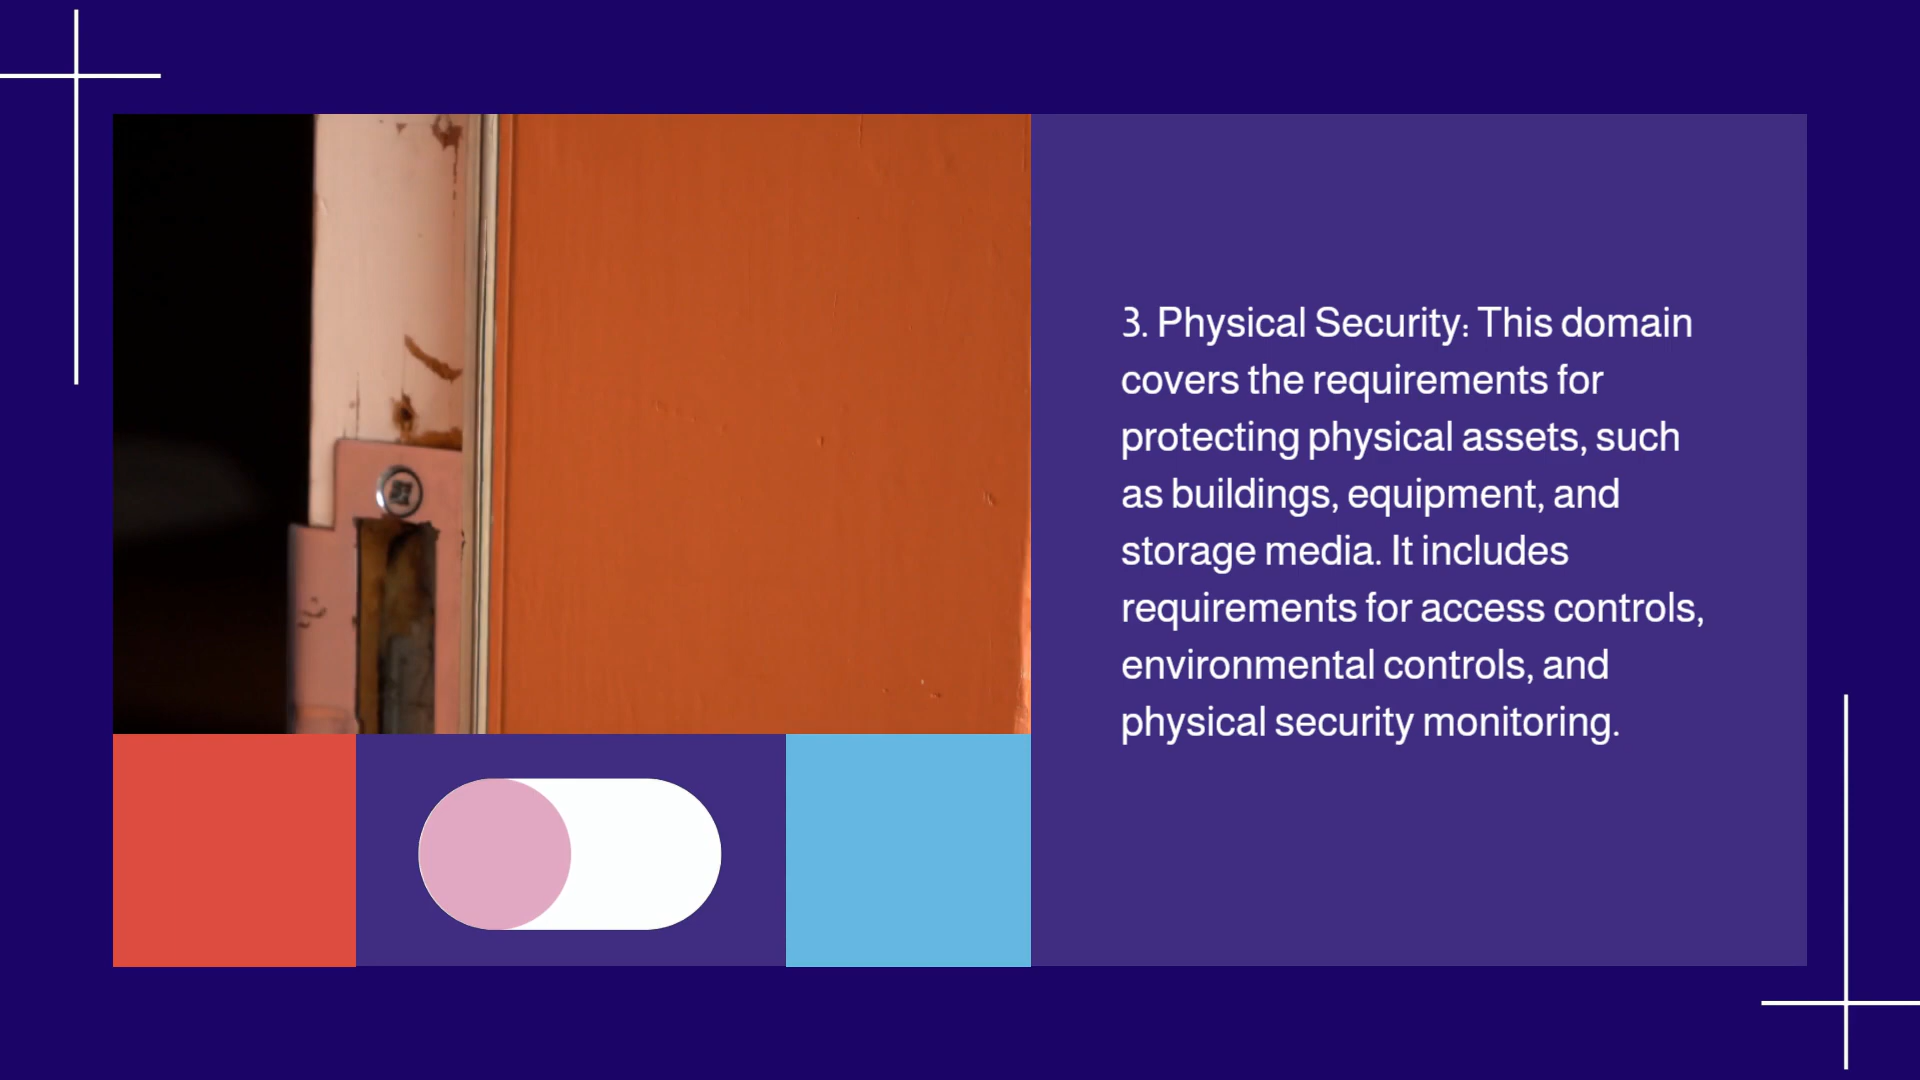 3. Physical Security: This domain
covers the requirements for
protecting physical assets, such
as buildings, equipment, and
storage media. It includes
requirements for access controls,
environmental controls, and
physical security monitoring.